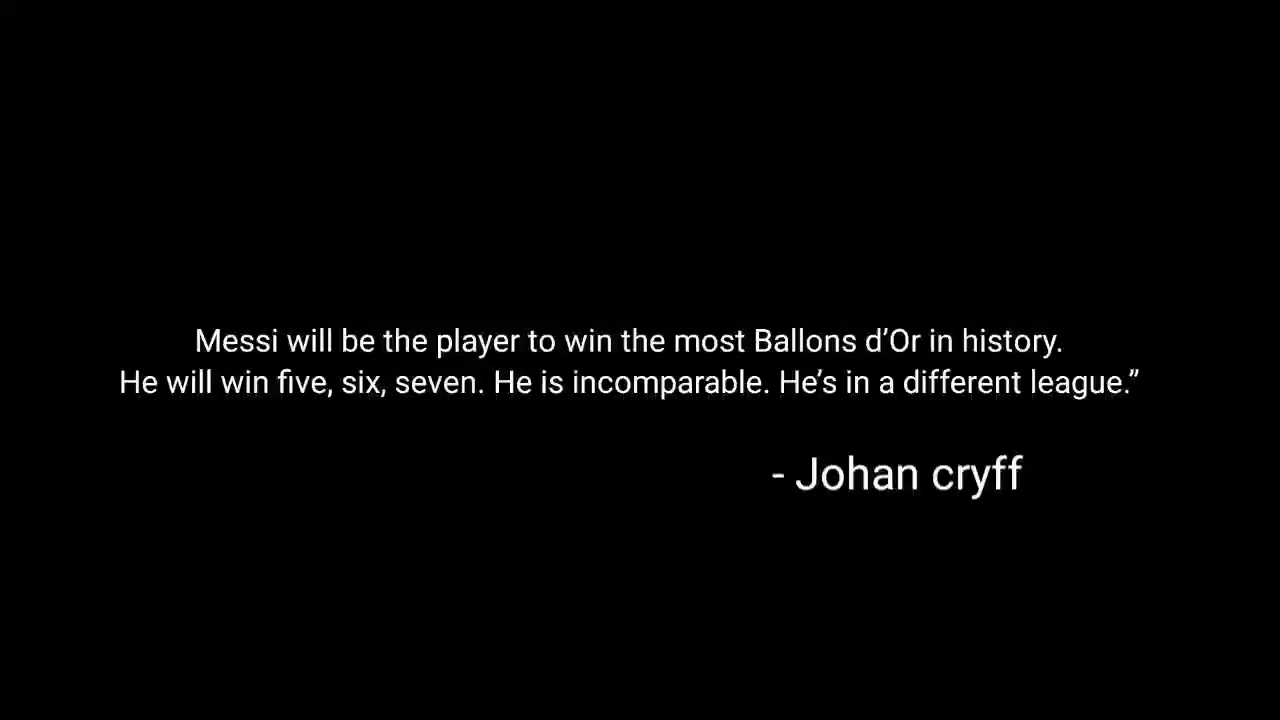 Messi will be the player to win the most Ballons d’Or in history.
He will win five, six, seven. He is incomparable. He’s in a different league.”
- Johan cryff